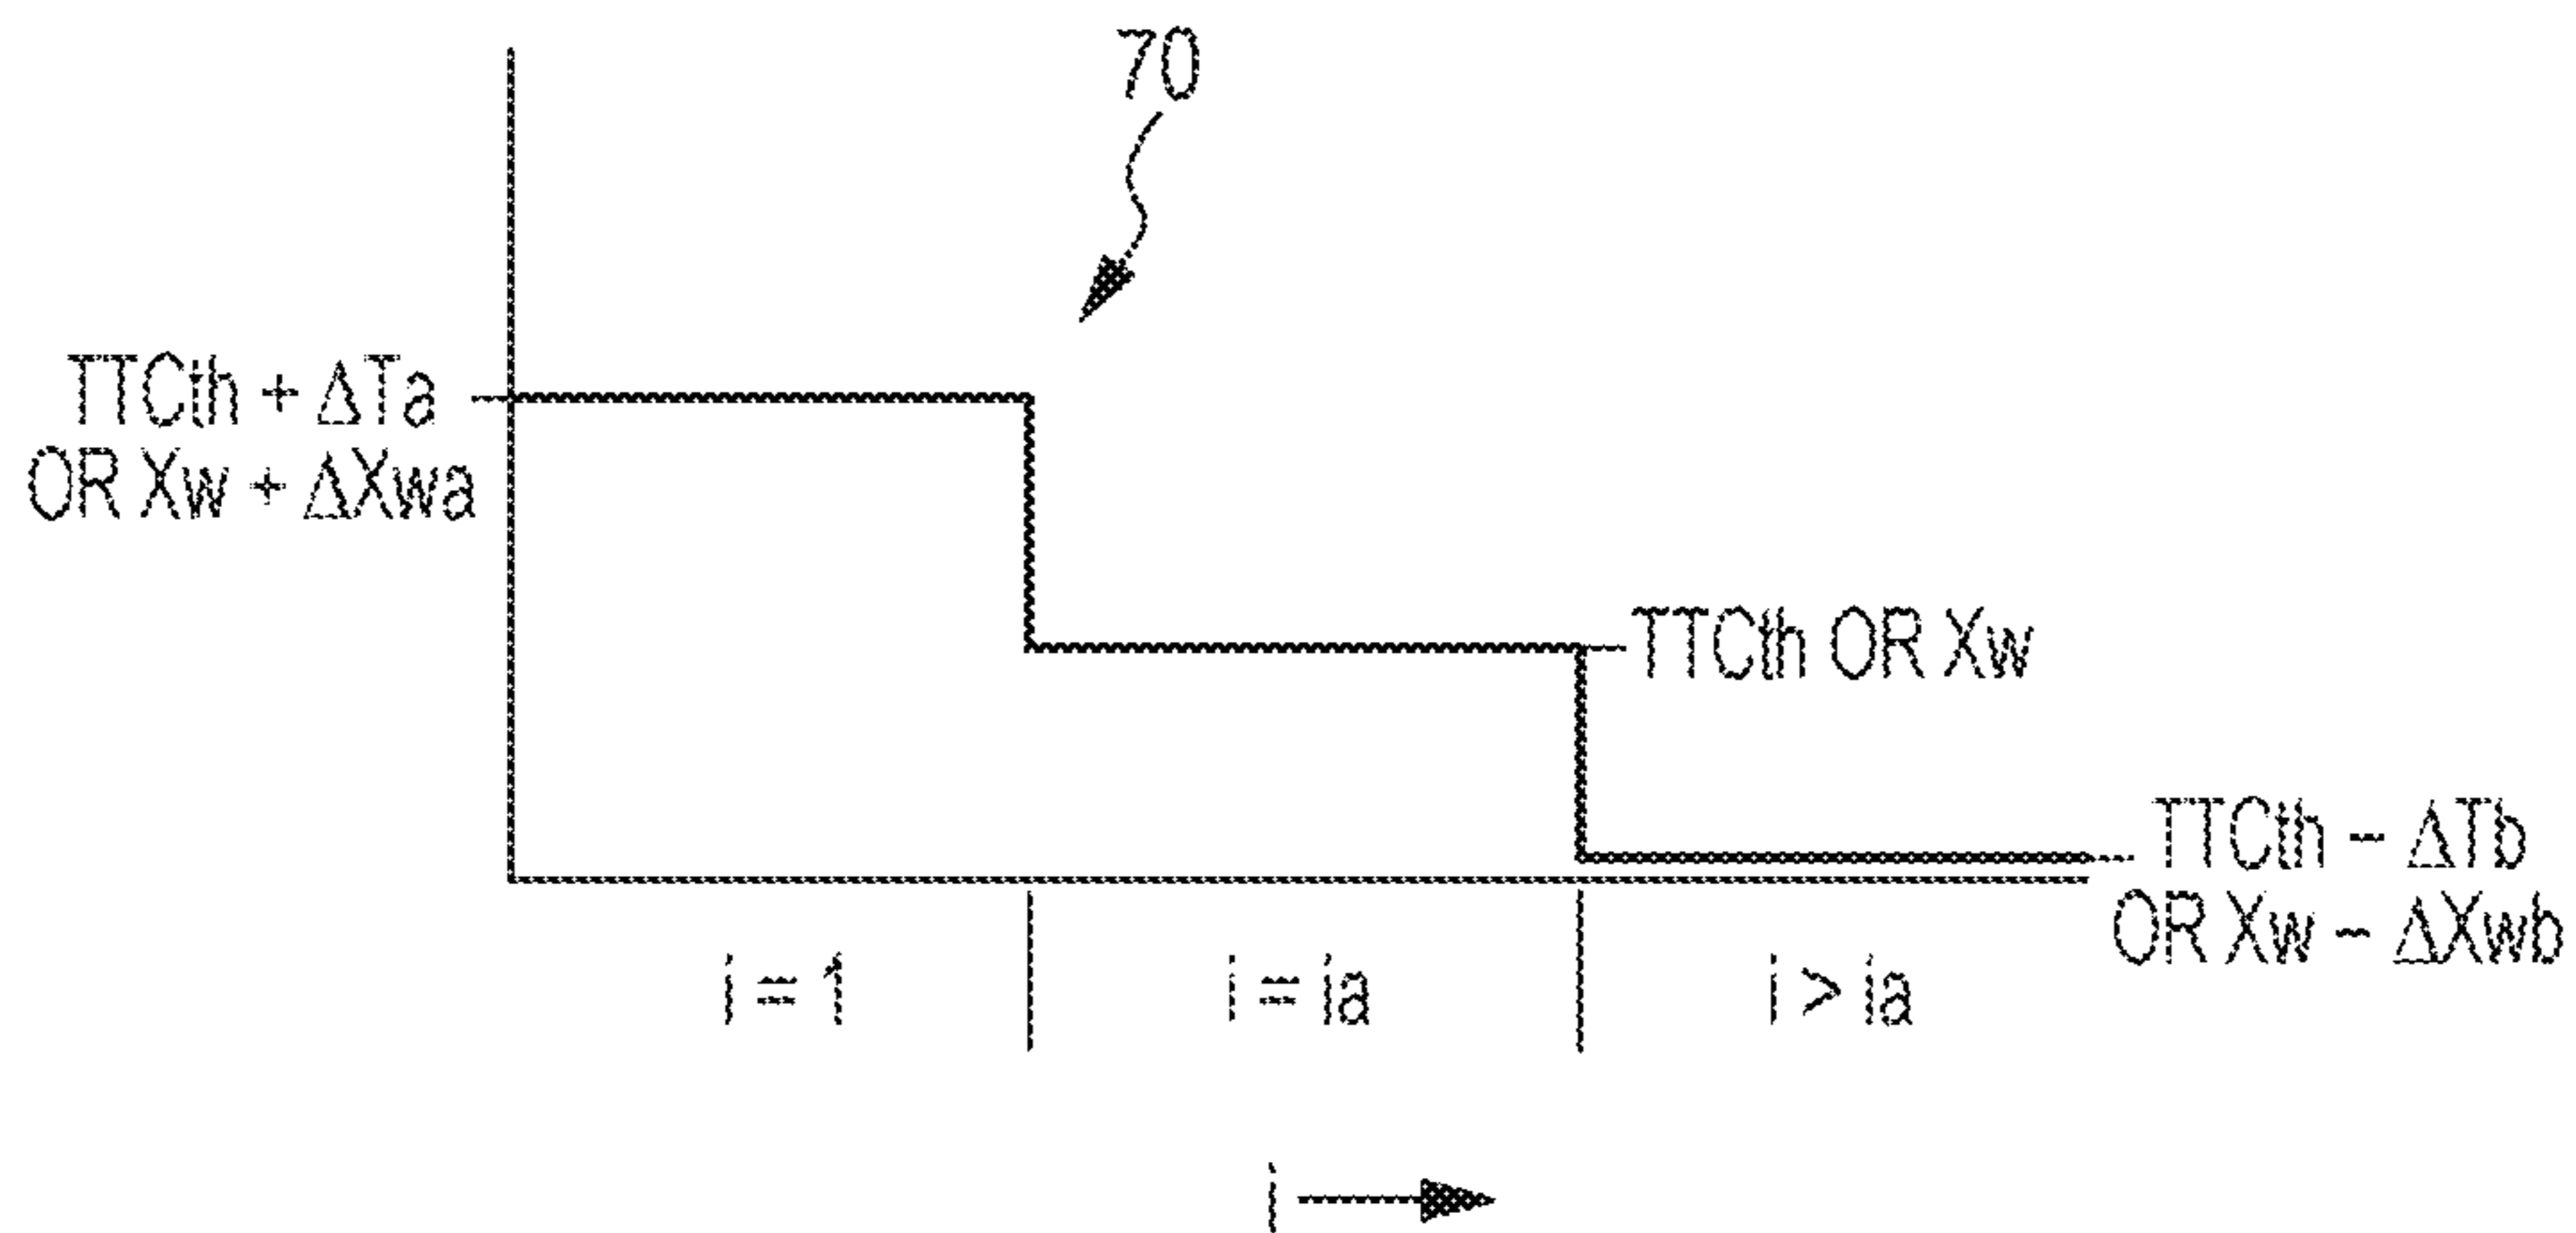 70
TTCth + ΔTa
OR Xw + ΔXwa
TTCth OR Xw
TTCth − ΔTb
OR Xw − ΔXwb
i = 1
i = ia
i > ia
i